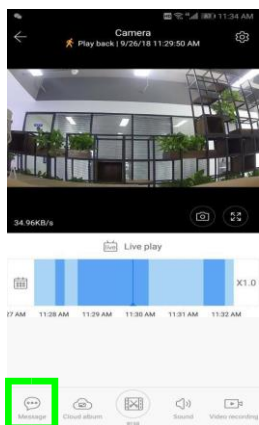 11:34 AM
Camera
Play back | 9/26/18 11:29:50 AM
34.96KB/s
Live play
X1.0
27 AM 11:28 AM 11:29 AM 11:30 AM 11:31 AM 11:32 AM
Message Cloud album Sound Video recording